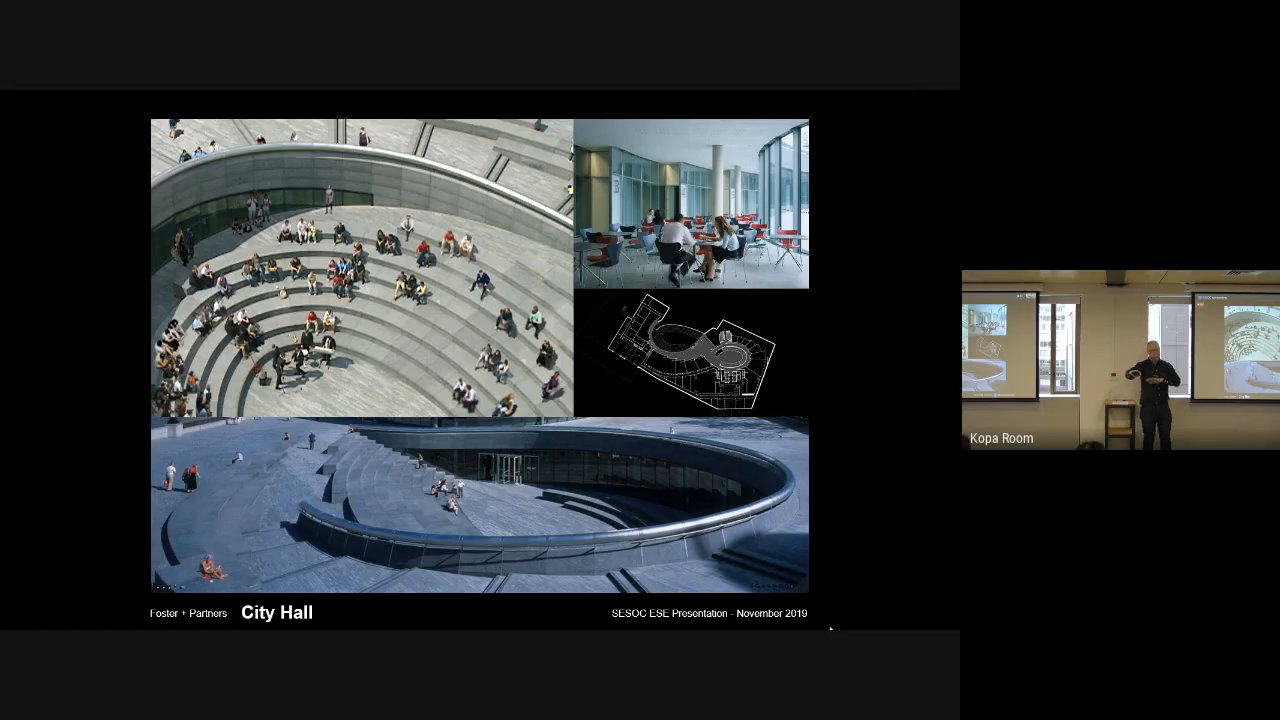 Foster + Partners City Hall
SESOC ESE Presentation - November 2019
Kopa Room